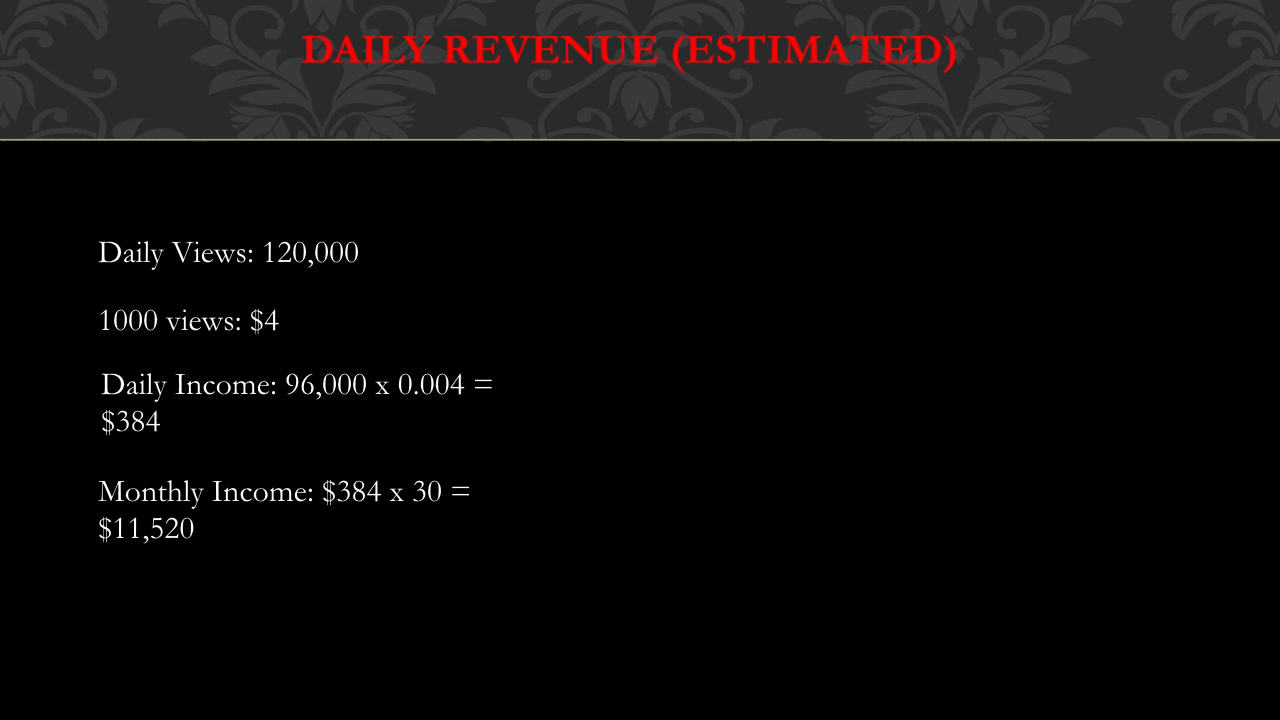 DAILY REVENUE (ESTIMATED)
Daily Views: 120,000
1000 views: $4
Daily Income: 96,000 x 0.004 =
$384
Monthly Income: $384 x 30 =
$11,520